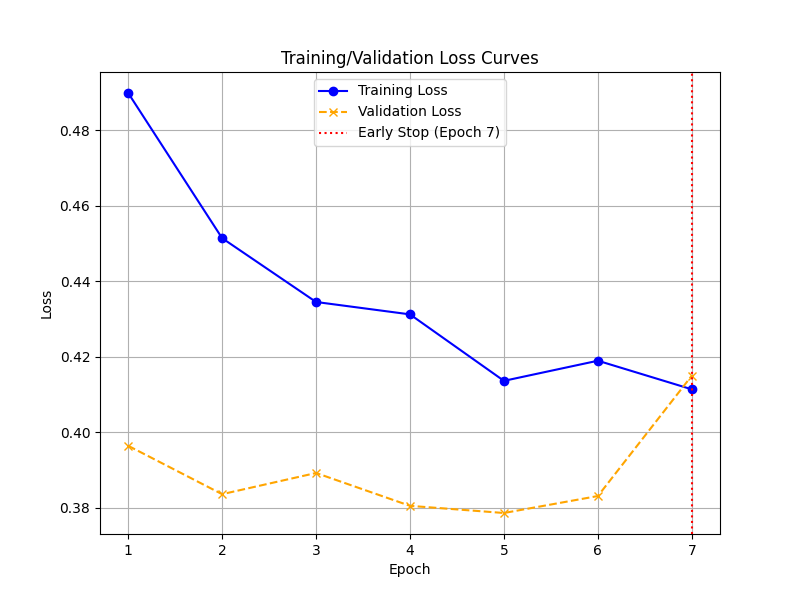 Training/Validation Loss Curves
Training Loss
Validation Loss
Early Stop (Epoch 7)
Loss
0.48
0.46
0.44
0.42
0.40
0.38
1 2 3 4 5 6 7
Epoch